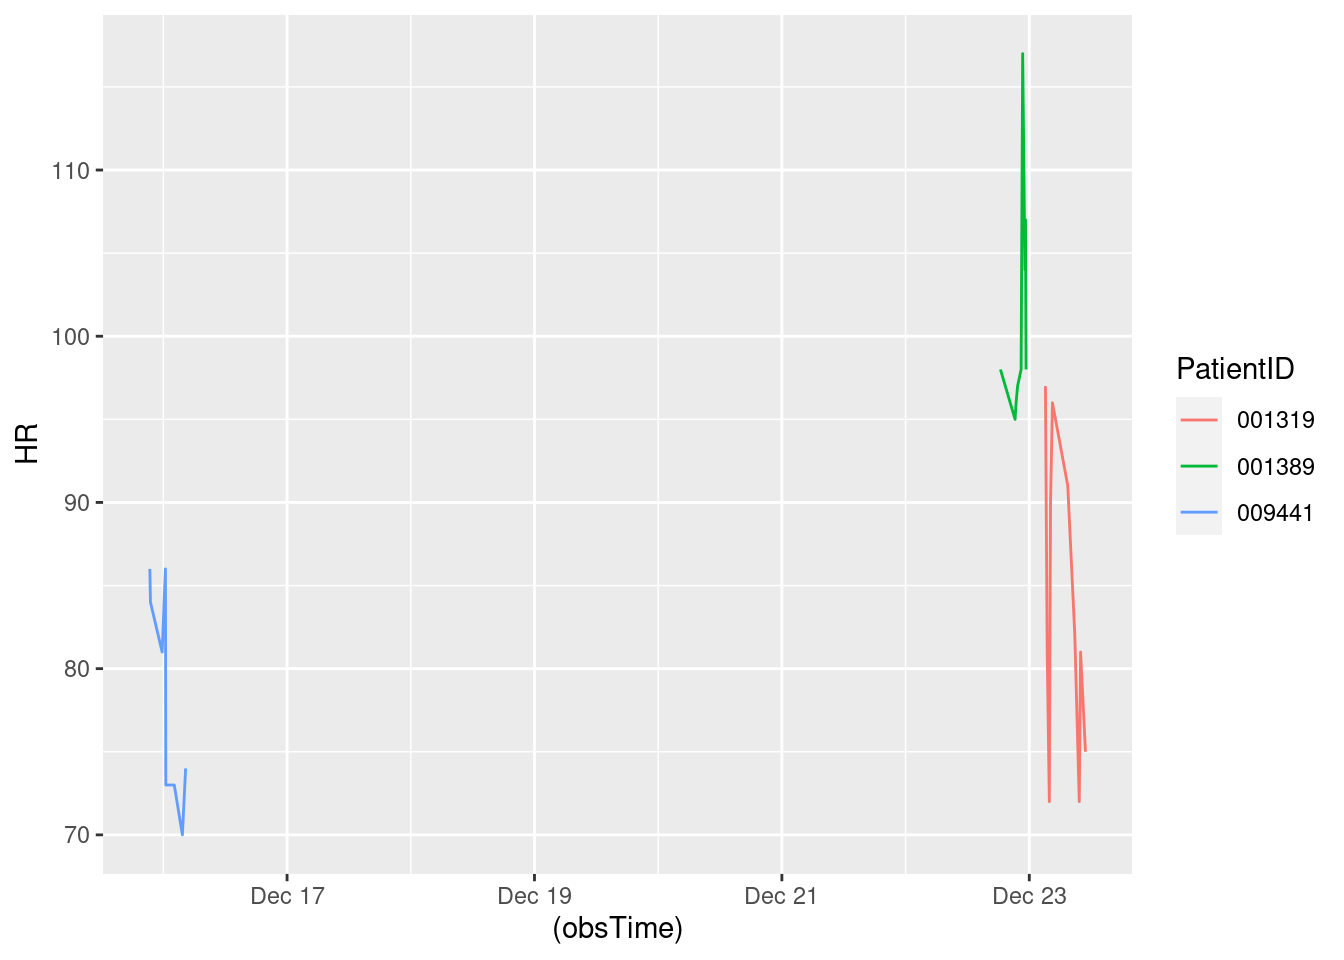 110
100
90
80
70
HR
Dec 17
Dec 19
Dec 21
Dec 23
(obsTime)
PatientID
001319
001389
009441